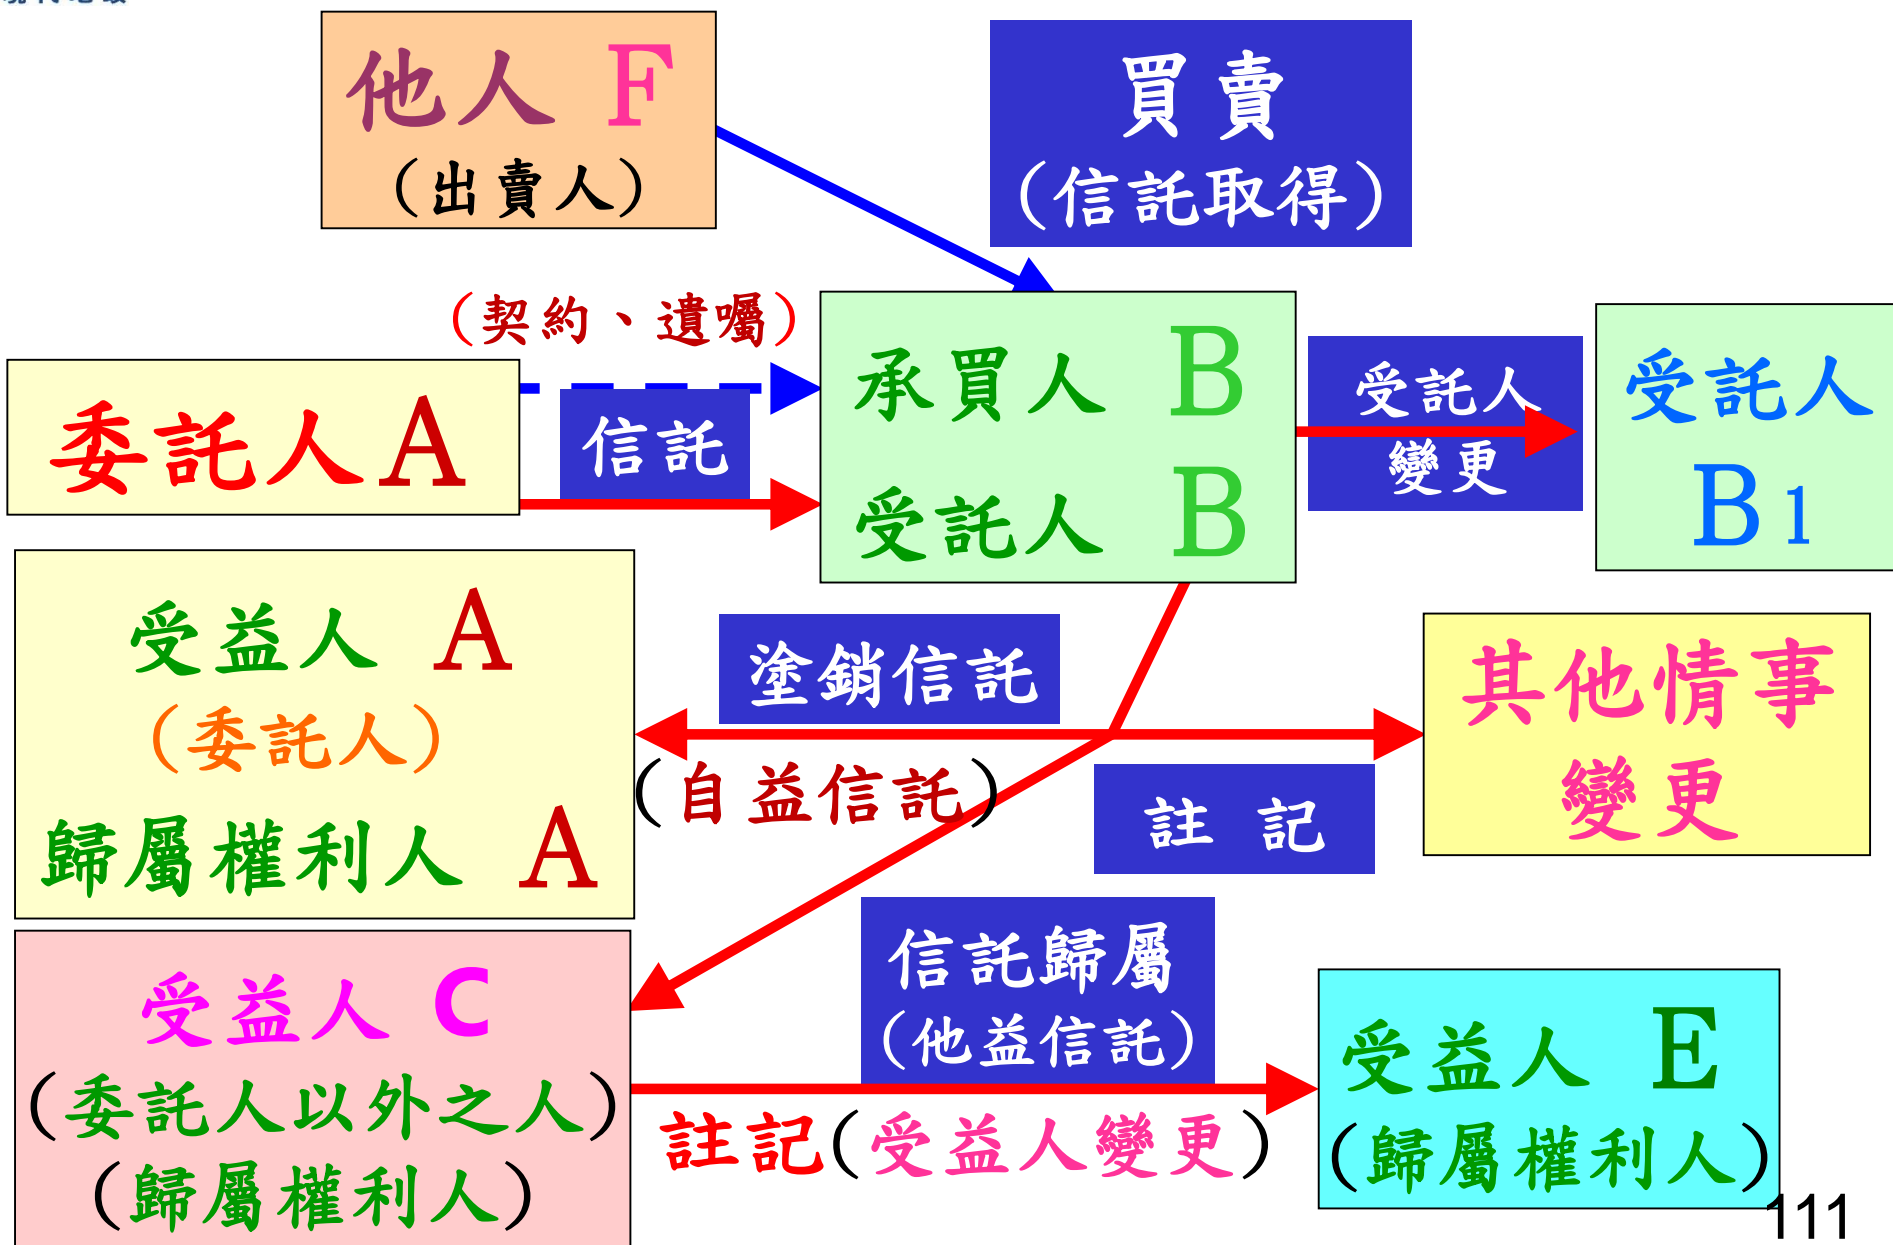 他人 F
(出賣人)
買賣
(信託取得)
(契約、遺囑)
委託人A
信託
承買人 B
受託人 B
受託人
變更
受託人
B1
受益人 A
(委託人)
歸屬權利人 A
塗銷信託
(自益信託)
註 記
其他情事
變更
受益人 C
(委託人以外之人)
(歸屬權利人)
信託歸屬
(他益信託)
註記(受益人變更)
受益人 E
(歸屬權利人)
111